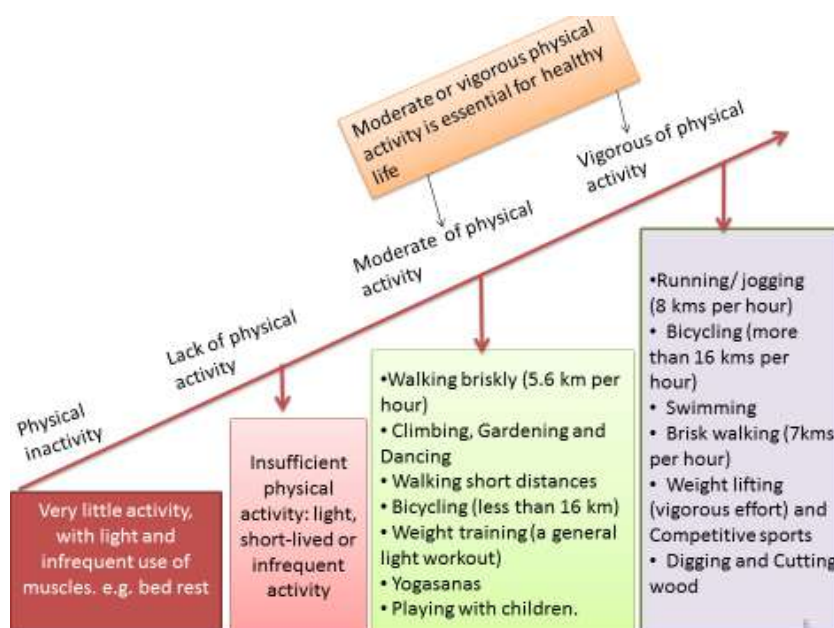 Moderate or vigorous physical
activity is essential for healthy
life
Vigorous of physical
activity
Moderate of physical
activity
Lack of physical
activity
Physical
inactivity
Very little activity,
with light and
infrequent use of
muscles. e.g. bed rest
Insufficient
physical
activity: light,
short-lived or
infrequent
activity
•Walking briskly (5.6 km per
hour)
• Climbing, Gardening and
Dancing
• Walking short distances
• Bicycling (less than 16 km)
• Weight training (a general
light workout)
• Yogasanas
• Playing with children.
•Running/ jogging
(8 kms per hour)
• Bicycling (more
than 16 kms per
hour)
• Swimming
• Brisk walking (7kms
per hour)
• Weight lifting
(vigorous effort) and
Competitive sports
• Digging and Cutting
wood